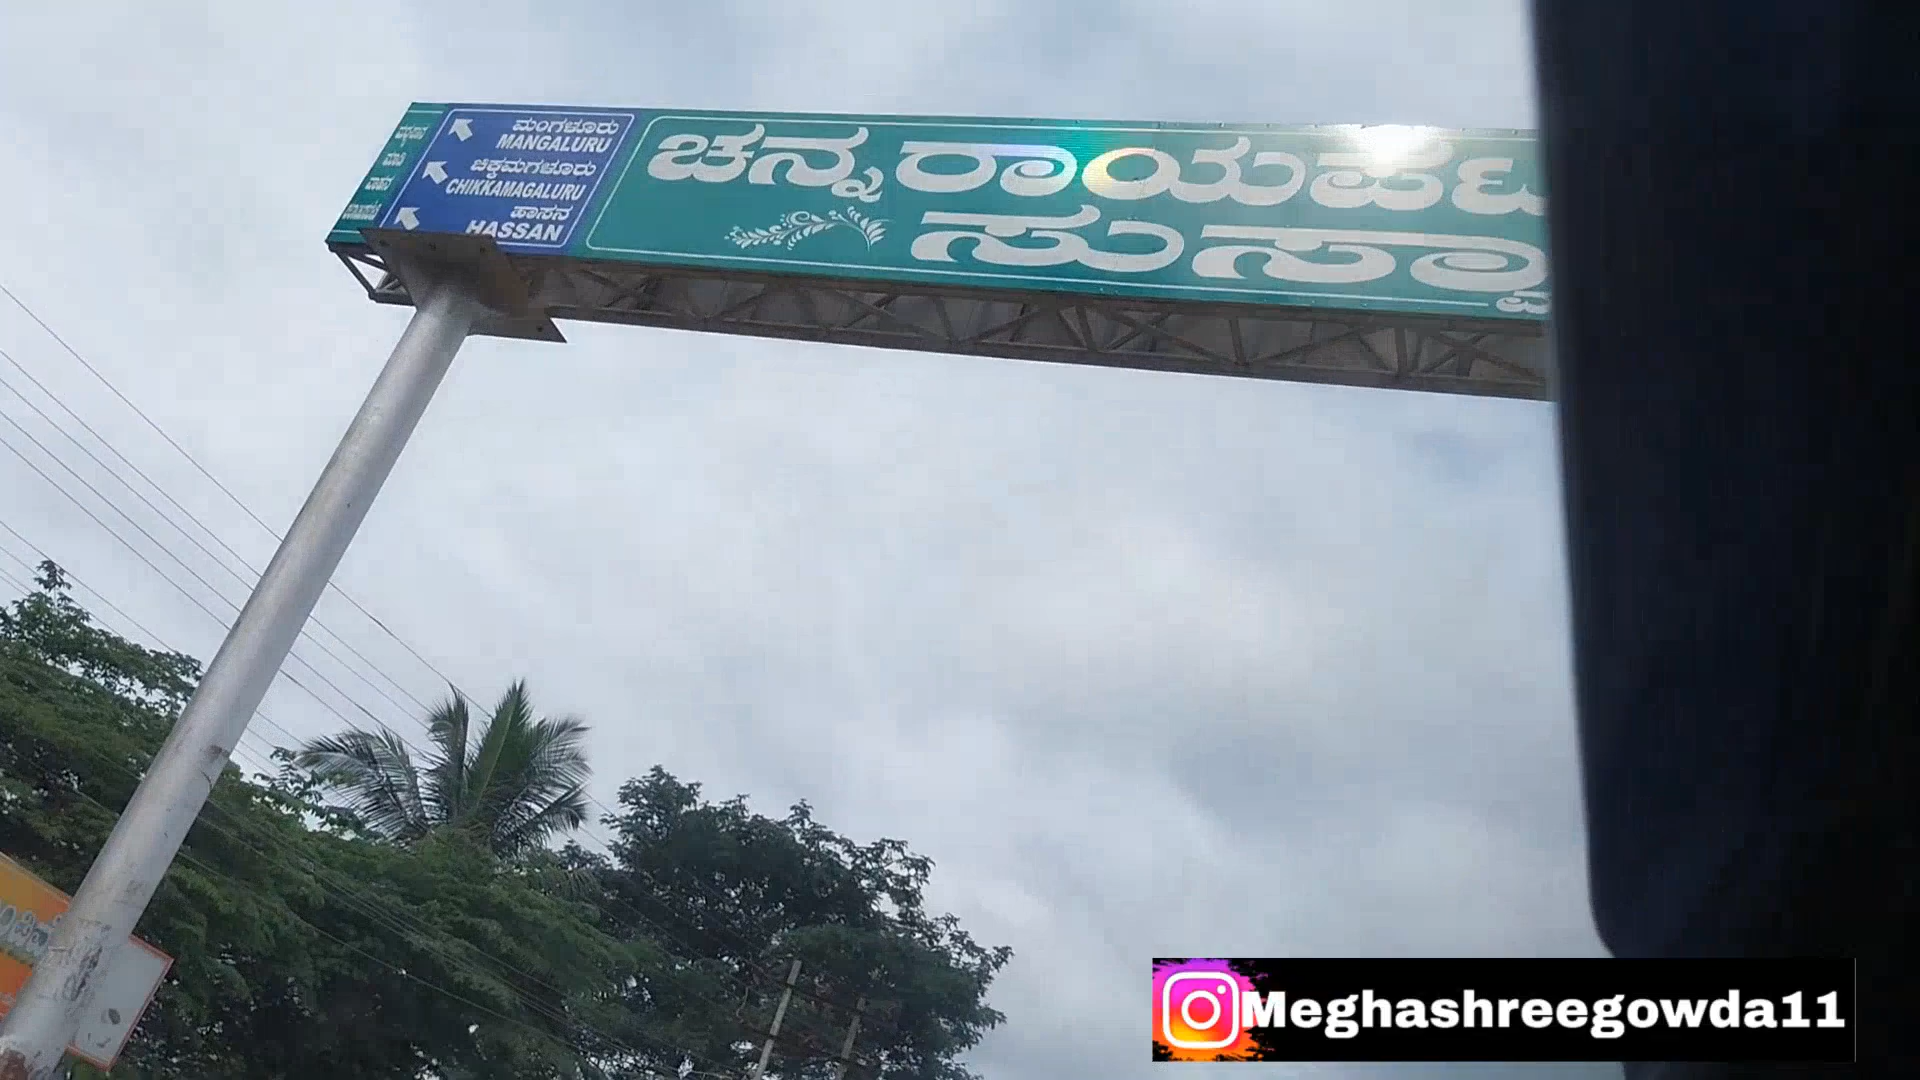 ಮಂಗಳೂರು
MANGALURU
ಚಿಕ್ಕಮಗಳೂರು
CHIKKAMAGALURU
ಹಾಸನ
HASSAN
ಚನ್ನರಾಯಪಟ
ಸುಸ್ವಾ
Meghashreegowda11